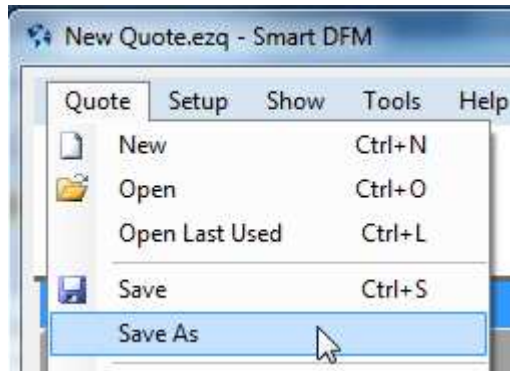 New Quote.ezq - Smart DFM
Quote Setup Show Tools Help
New Ctrl+N
Open Ctrl+O
Open Last Used Ctrl+L
Save Ctrl+S
Save As